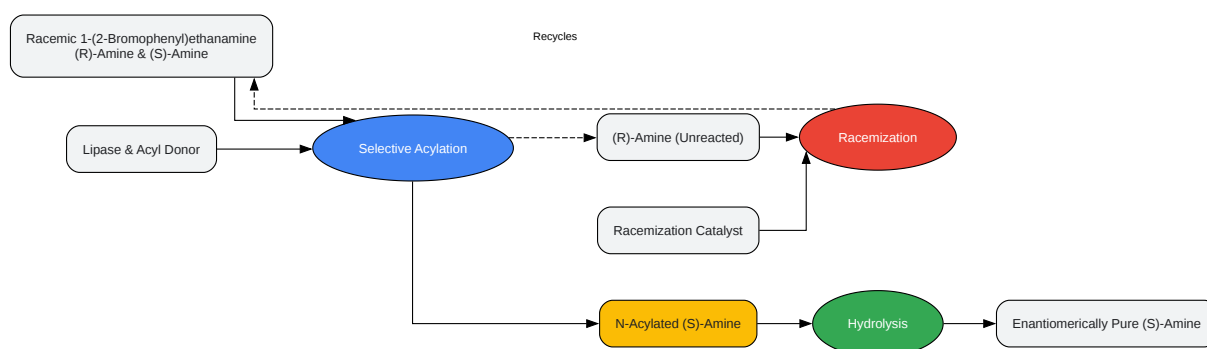 Racemic 1-(2-Bromophenyl)ethanamine
(R)-Amine & (S)-Amine
Recycles
Lipase & Acyl Donor
Selective Acylation
(R)-Amine (Unreacted)
Racemization
Racemization Catalyst
N-Acylated (S)-Amine
Hydrolysis
Enantiomerically Pure (S)-Amine